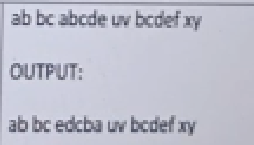 ab bc abcde uv bcdef xy
OUTPUT:
ab bc edcba uv bcdef xy